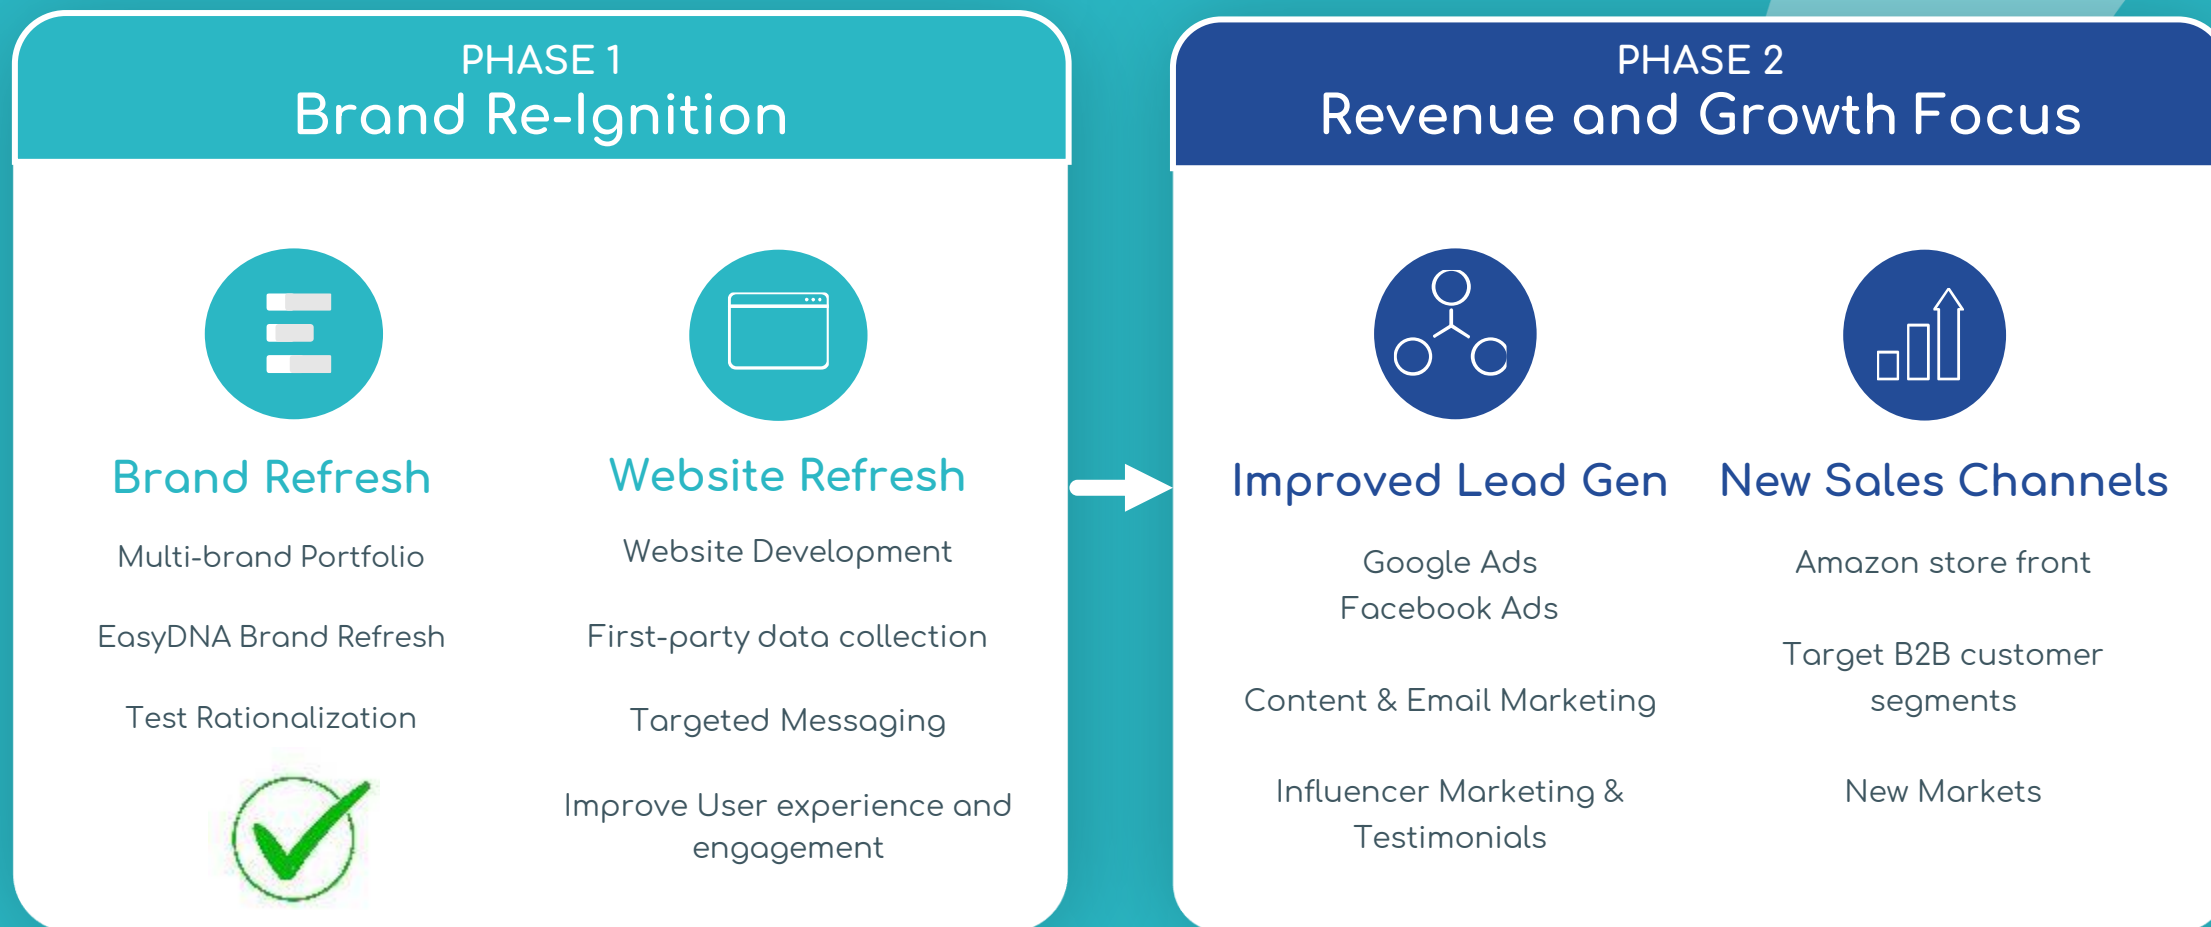 PHASE 1
Brand Re-Ignition
Brand Refresh
Multi-brand Portfolio
EasyDNA Brand Refresh
Test Rationalization
Website Refresh
Website Development
First-party data collection
Targeted Messaging
Improve User experience and
engagement
PHASE 2
Revenue and Growth Focus
Improved Lead Gen
Google Ads
Facebook Ads
Content & Email Marketing
Influencer Marketing &
Testimonials
New Sales Channels
Amazon store front
Target B2B customer
segments
New Markets